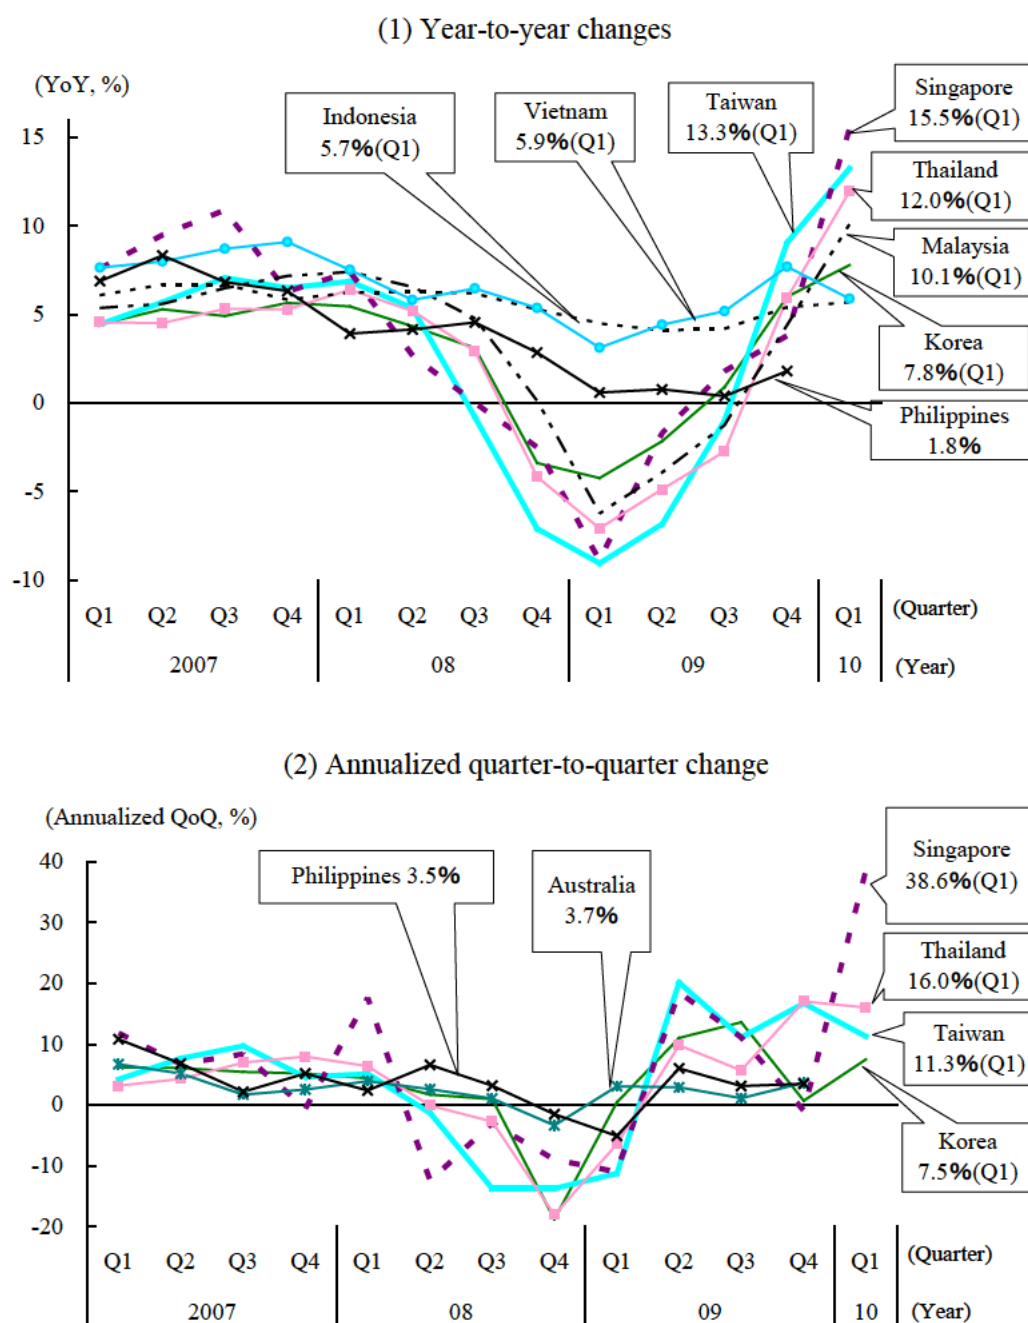 (1) Year-to-year changes
(YoY, %)
Indonesia
5.7%(Q1)
Vietnam
5.9%(Q1)
Taiwan
13.3%(Q1)
Singapore
15.5%(Q1)
Thailand
12.0%(Q1)
Malaysia
10.1%(Q1)
Korea
7.8%(Q1)
Philippines
1.8%
15
10
5
0
-5
-10
Q1 Q2 Q3 Q4 Q1 Q2 Q3 Q4 Q1 Q2 Q3 Q4 Q1 (Quarter)
2007 08 09 10 (Year)
(2) Annualized quarter-to-quarter change
(Annualized QoQ, %)
Philippines 3.5%
Australia
3.7%
Singapore
38.6%(Q1)
Thailand
16.0%(Q1)
Taiwan
11.3%(Q1)
Korea
7.5%(Q1)
40
30
20
10
0
-10
-20
Q1 Q2 Q3 Q4 Q1 Q2 Q3 Q4 Q1 Q2 Q3 Q4 Q1 (Quarter)
2007 08 09 10 (Year)